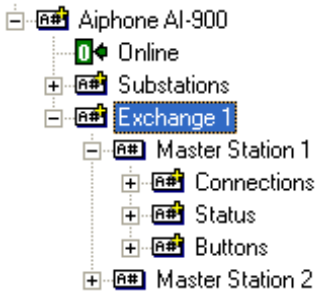 Aiphone AI-900
Online
Substations
Exchange 1
Master Station 1
Connections
Status
Buttons
Master Station 2